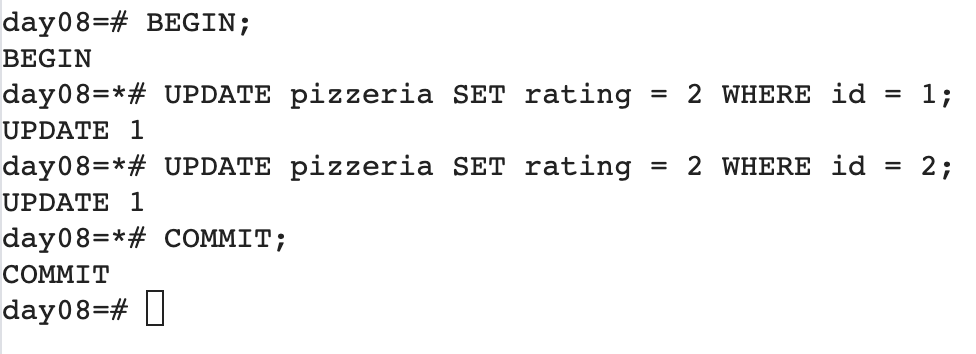 day08=# BEGIN;
BEGIN
day08=*# UPDATE pizzeria SET rating = 2 WHERE id = 1;
UPDATE 1
day08=*# UPDATE pizzeria SET rating = 2 WHERE id = 2;
UPDATE 1
day08=*# COMMIT;
COMMIT
day08=#